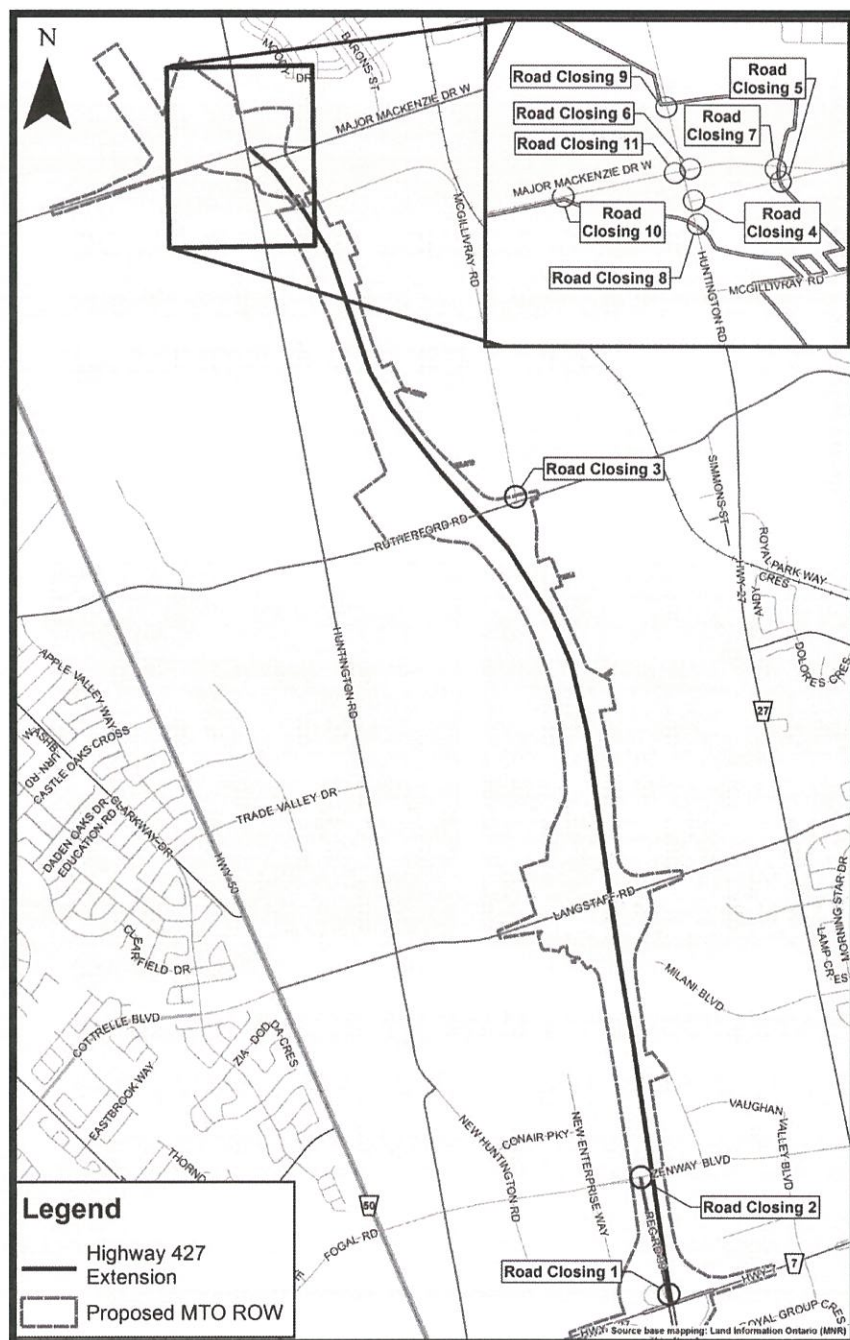 N
MOODY DR
BARONS ST
MAJOR MACKENZIE DR W
MCGILLIVRAY RD
Road Closing 9
Road
Closing 5
Road Closing 6
Road
Closing 7
Road Closing 11
MAJOR MACKENZIE DR W
Road
Closing 10
Road
Closing 4
Road Closing 8
HUNTINGTON RD
MCGILLIVRAY RD
Road Closing 3
RUTHERFORD RD
SIMMONS ST
HWY 27
ROYAL PARK WAY
ANDY
CRES
DOLORES CRES
27
HUNTINGTON RD
APPLE VALLEY WAY
CASTLE OAKS CROSS
DADEN OAKS DR
EDUCATION RD
CLARKWAY DR
HWY 50
TRADE VALLEY DR
LANGSTAFF RD
MORNING STAR DR
LAMP CRES
CLEARFIELD DR
MILANI BLVD
COTTRELLE BLVD
ZIA DODDA CRES
EASTBROOK WAY
NEW HUNTINGTON RD
CONAIR PKY
NEW ENTERPRISE WAY
VAUGHAN
VALLEY BLVD
ZENWAY BLVD
Road Closing 2
50
FOGAL RD
Road Closing 1
HWY 7
7
Legend
Highway 427
Extension
Proposed MTO ROW
Source base mapping: Land Information Ontario (MNR)